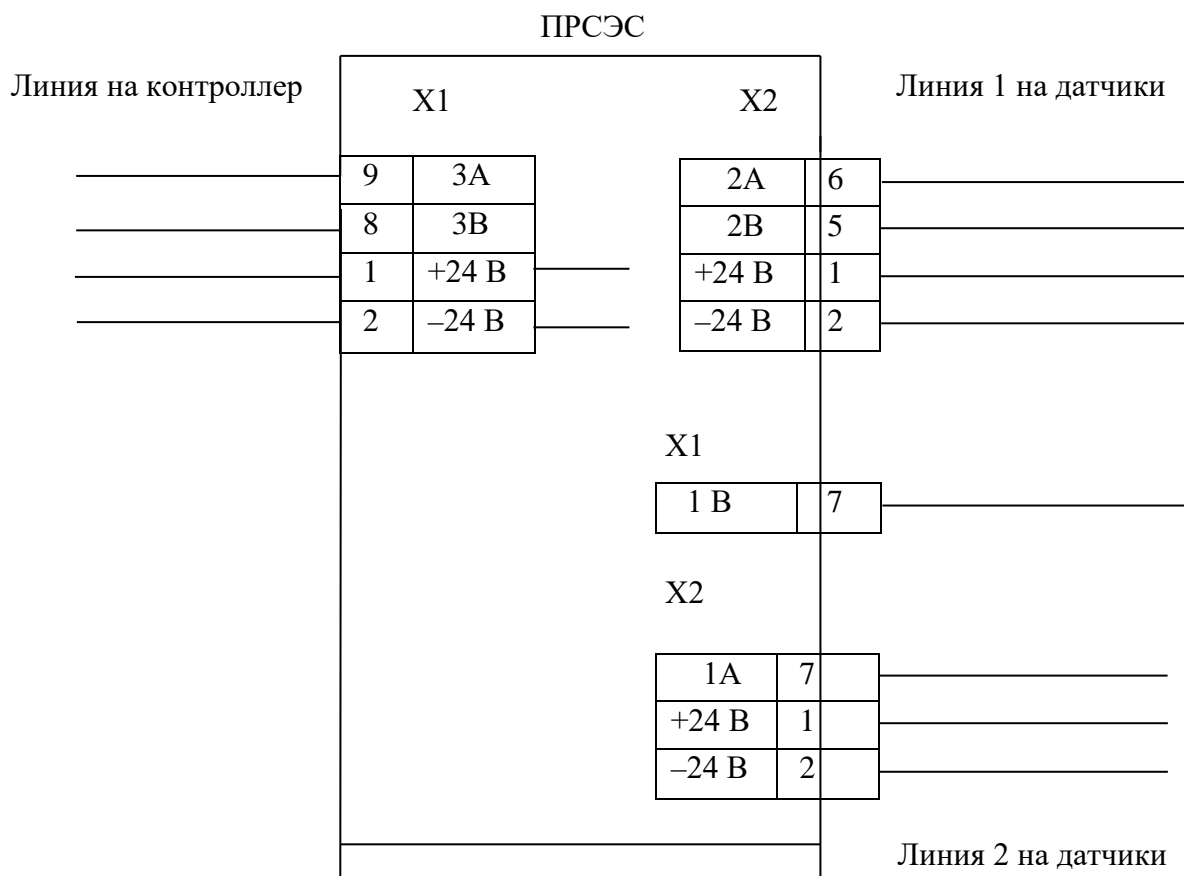 ПРСЭС
Линия на контроллер
X1
X2
Линия 1 на датчики
9 3А
8 3В
1 +24 В
2 –24 В
2А 6
2В 5
+24 В 1
–24 В 2
X1
1 В 7
X2
1А 7
+24 В 1
–24 В 2
Линия 2 на датчики